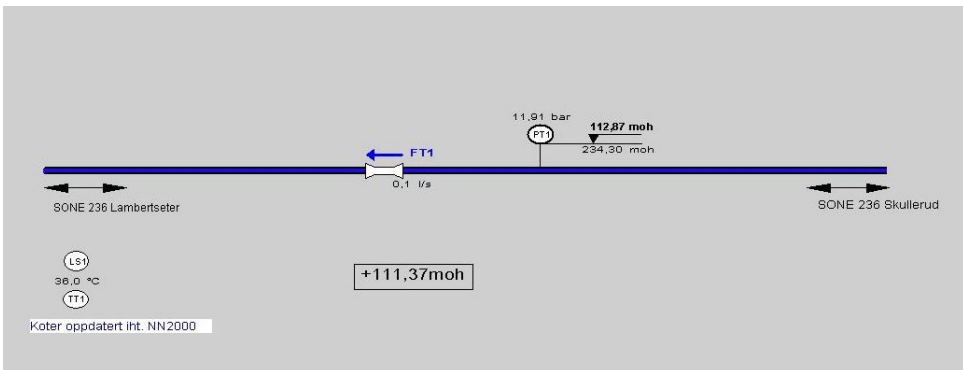 11,91 bar
PT1
112,87 moh
234,30 moh
FT1
0,1 l/s
SONE 236 Lambertseter
SONE 236 Skullerud
LS1
36,0 °C
TT1
+111,37moh
Koter oppdatert iht. NN2000